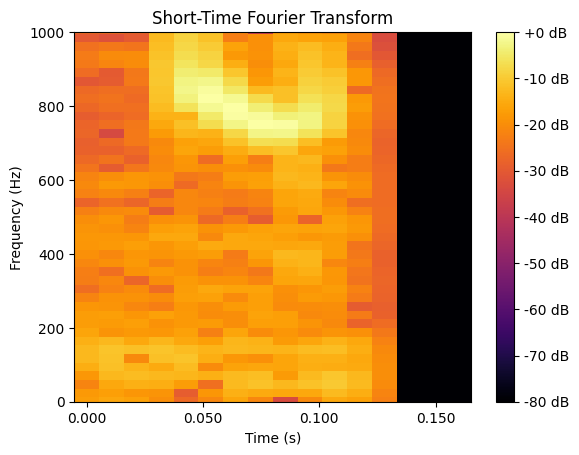 Short-Time Fourier Transform
1000
800
600
400
200
0
Frequency (Hz)
0.000
0.050
0.100
0.150
Time (s)
+0 dB
-10 dB
-20 dB
-30 dB
-40 dB
-50 dB
-60 dB
-70 dB
-80 dB